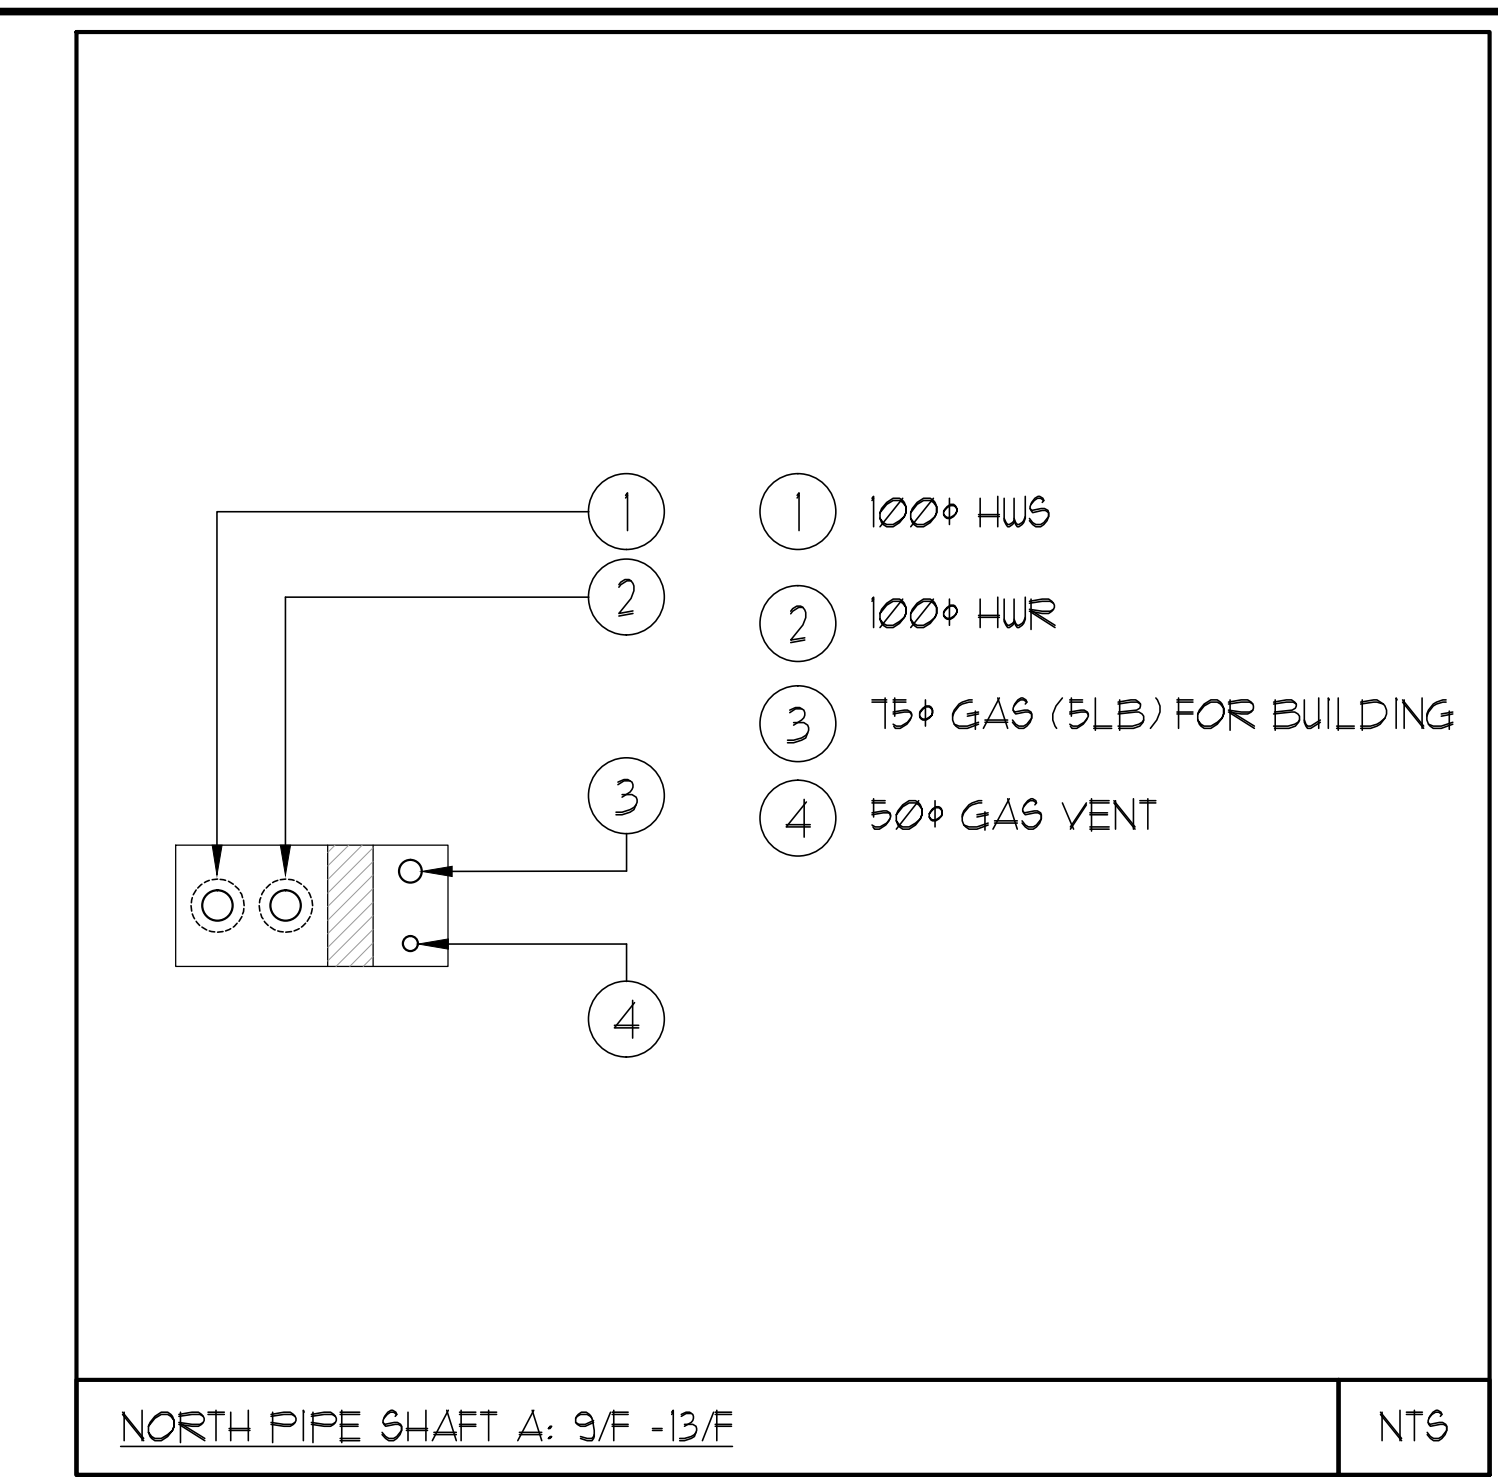 1
2
3
4
1 100ϕ HWS
2 100ϕ HWR
3 75ϕ GAS (5LB) FOR BUILDING
4 50ϕ GAS VENT
NORTH PIPE SHAFT A: 9/F -13/F
NTS